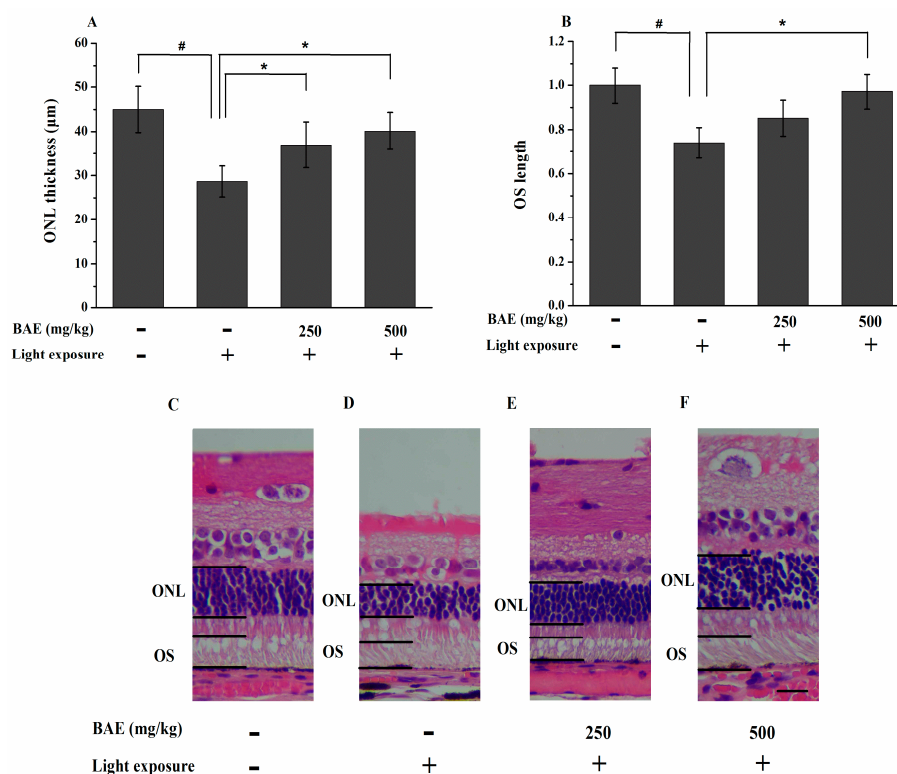 A
60
50
40
30
20
10
0
ONL thickness (μm)
#
*
*
BAE (mg/kg) - - 250 500
Light exposure - + + +
B
1.2
1.0
0.8
0.6
0.4
0.2
0.0
OS length
#
*
BAE (mg/kg) - - 250 500
Light exposure - + + +
C D E F
ONL ONL ONL ONL
OS OS OS OS
BAE (mg/kg) - - 250 500
Light exposure - + + +